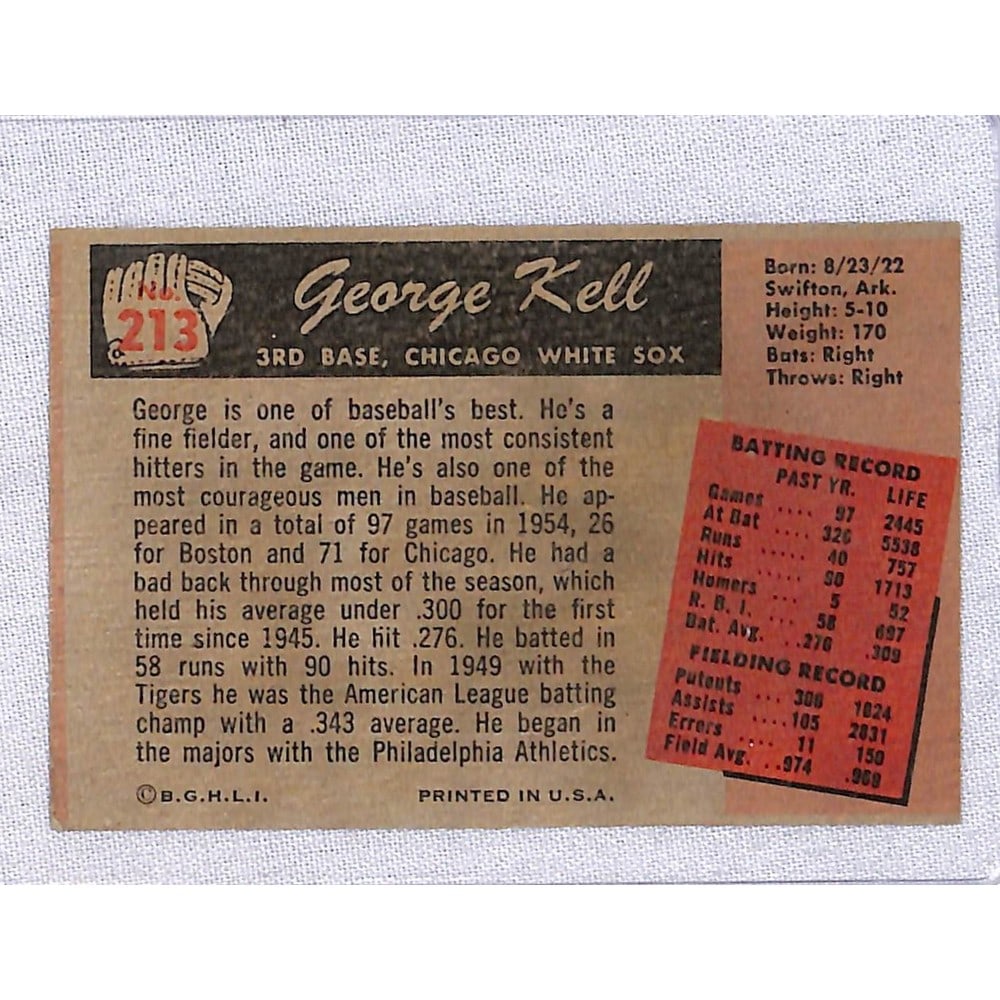 No.
213
George Kell
3RD BASE, CHICAGO WHITE SOX
Born: 8/23/22
Swifton, Ark.
Height: 5-10
Weight: 170
Bats: Right
Throws: Right
George is one of baseball's best. He's a
fine fielder, and one of the most consistent
hitters in the game. He's also one of the
most courageous men in baseball. He ap-
peared in a total of 97 games in 1954, 26
for Boston and 71 for Chicago. He had a
bad back through most of the season, which
held his average under .300 for the first
time since 1945. He hit .276. He batted in
58 runs with 90 hits. In 1949 with the
Tigers he was the American League batting
champ with a .343 average. He began in
the majors with the Philadelphia Athletics.
©B.G.H.L.I. PRINTED IN U.S.A.
BATTING RECORD
PAST YR. LIFE
Games .... 97 2445
At Bat .... 326 5538
Runs ..... 40 757
Hits ..... 90 1713
Homers ... 5 52
R. B. I. .. 58 697
Bat. Avg. .276 .309
FIELDING RECORD
Putouts ... 308
Assists .... 105 2831
Errors .... 11 150
Field Avg. ..974 .969